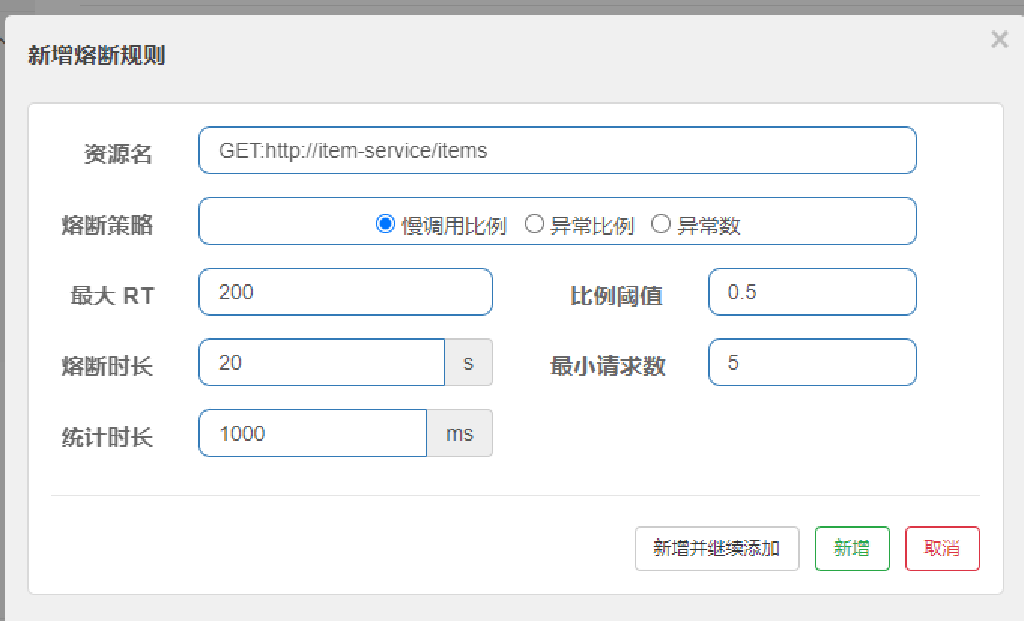 新增熔断规则
资源名 GET:http://item-service/items
熔断策略 慢调用比例 异常比例 异常数
最大 RT 200 比例阈值 0.5
熔断时长 20 s 最小请求数 5
统计时长 1000 ms
新增并继续添加 新增 取消